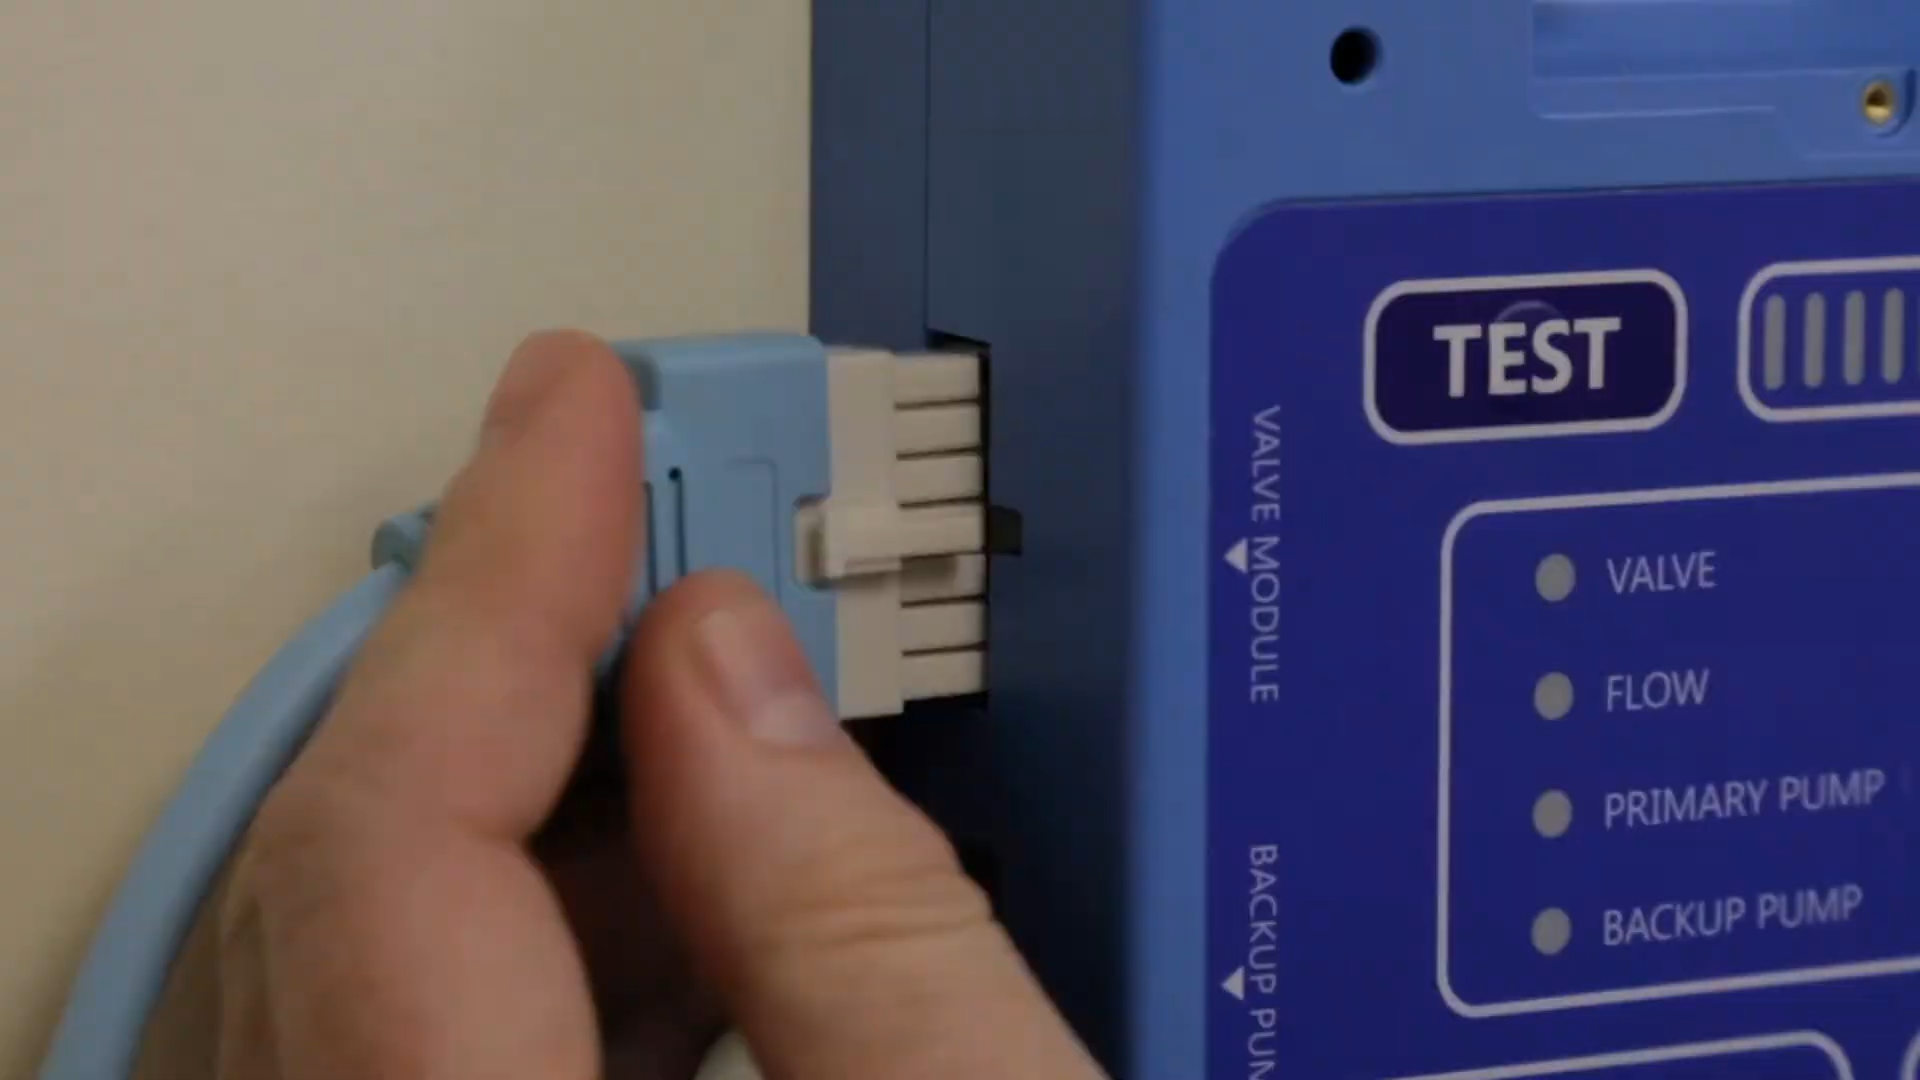 TEST
VALVE MODULE
VALVE
FLOW
PRIMARY PUMP
BACKUP PUMP
BACKUP